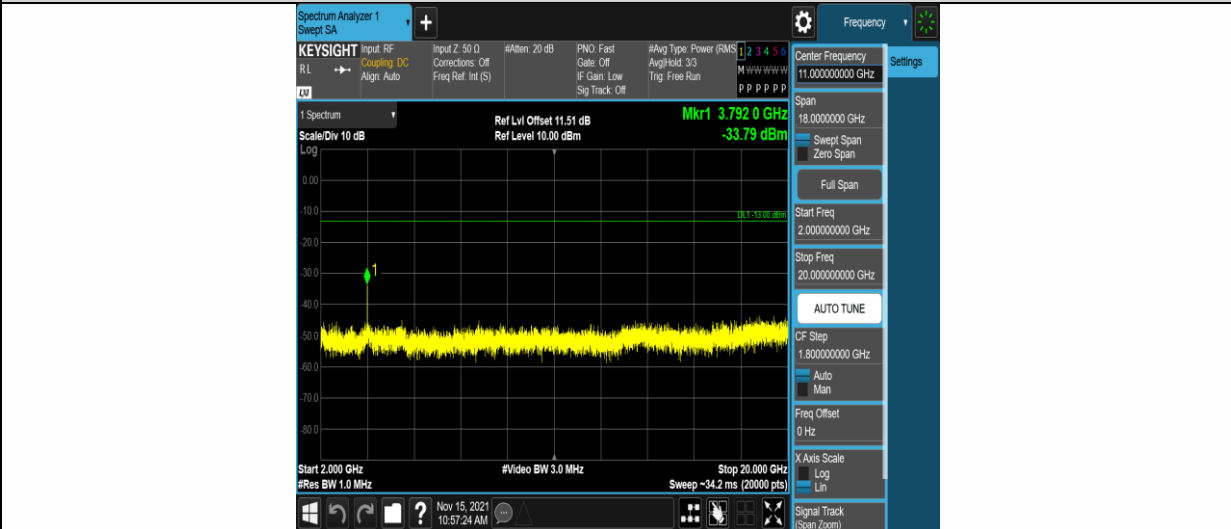 Spectrum Analyzer 1
Swept SA
+
Frequency
KEYSIGHT
RL
LXI
Input: RF
Coupling: DC
Align: Auto
Input Z: 50 Ω
Corrections: Off
Freq Ref: Int (S)
#Atten: 20 dB
PNO: Fast
Gate: Off
IF Gain: Low
Sig Track: Off
#Avg Type: Power (RMS
Avg|Hold: 3/3
Trig: Free Run
1 2 3 4 5 6
M W W W W W
P P P P P P
1 Spectrum
Scale/Div 10 dB
Ref Lvl Offset 11.51 dB
Ref Level 10.00 dBm
Mkr1 3.792 0 GHz
-33.79 dBm
Log
0.00
-10.0
DL1 -13.00 dBm
-20.0
-30.0
1
-40.0
-50.0
-60.0
-70.0
-80.0
Start 2.000 GHz
#Video BW 3.0 MHz
Stop 20.000 GHz
#Res BW 1.0 MHz
Sweep ~34.2 ms (20000 pts)
Center Frequency
11.000000000 GHz
Settings
Span
18.0000000 GHz
Swept Span
Zero Span
Full Span
Start Freq
2.000000000 GHz
Stop Freq
20.000000000 GHz
AUTO TUNE
CF Step
1.800000000 GHz
Auto
Man
Freq Offset
0 Hz
X Axis Scale
Log
Lin
Signal Track
(Span Zoom)
?
Nov 15, 2021
10:57:24 AM